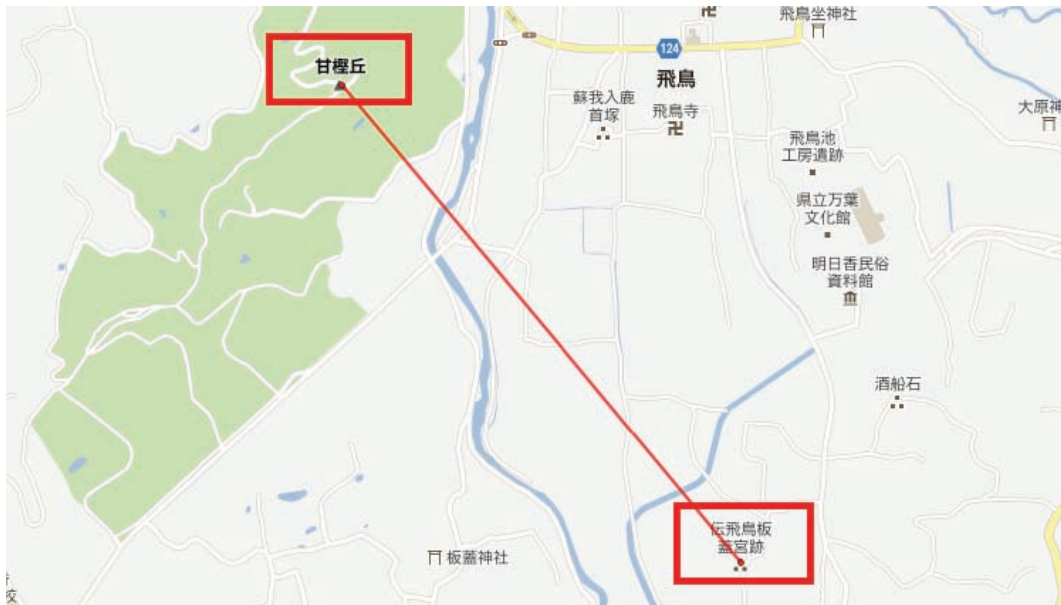 飛鳥坐神社
甘樫丘
124
飛鳥
蘇我入鹿
首塚
飛鳥寺
大原神
飛鳥池
工房遺跡
県立万葉
文化館
明日香民俗
資料館
酒船石
伝飛鳥板
蓋宮跡
板蓋神社
校